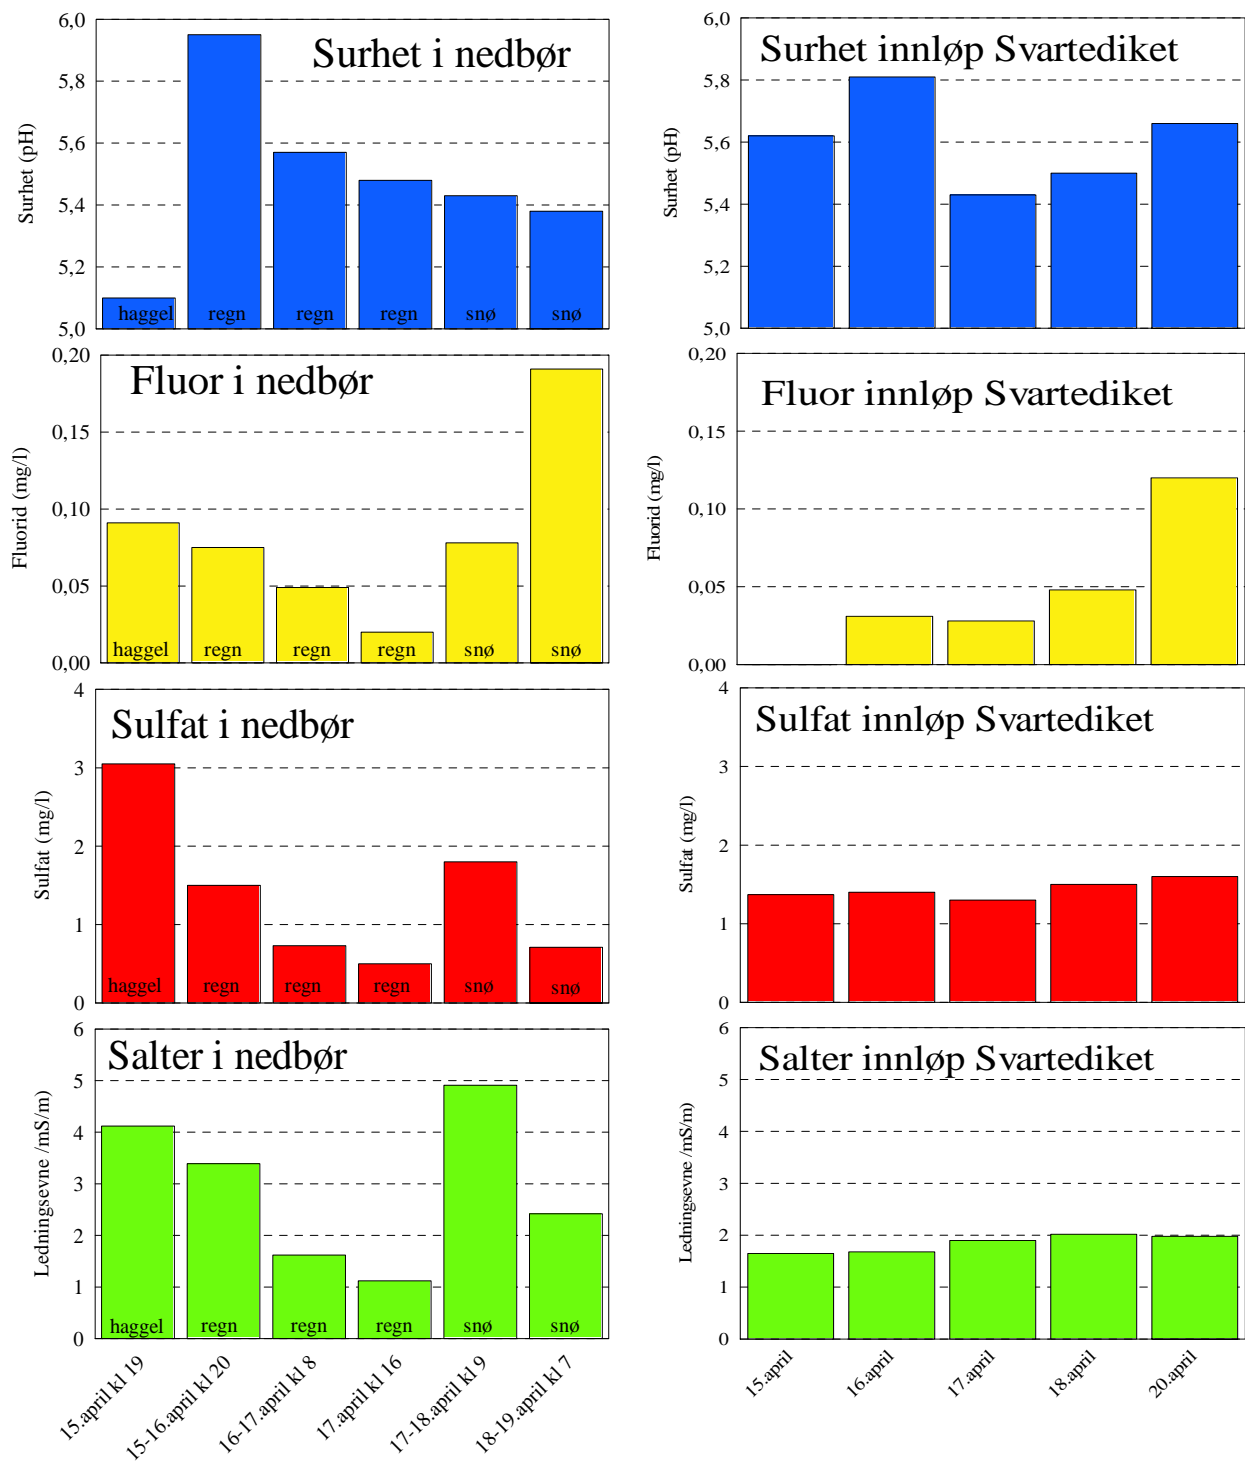 Surhet i nedbør
Surhet (pH)
6,0
5,8
5,6
5,4
5,2
5,0
haggel regn regn regn snø snø
Surhet innløp Svartediket
Surhet (pH)
6,0
5,8
5,6
5,4
5,2
5,0
Fluor i nedbør
Fluorid (mg/l)
0,20
0,15
0,10
0,05
0,00
haggel regn regn regn snø snø
Fluor innløp Svartediket
Fluorid (mg/l)
0,20
0,15
0,10
0,05
0,00
Sulfat i nedbør
Sulfat (mg/l)
4
3
2
1
0
haggel regn regn regn snø snø
Sulfat innløp Svartediket
Sulfat (mg/l)
4
3
2
1
0
Salter i nedbør
Ledningsevne /mS/m)
6
5
4
3
2
1
0
haggel regn regn regn snø snø
15.april kl 19
15-16.april kl 20
16-17.april kl 8
17.april kl 16
17-18.april kl 9
18-19.april kl 7
Salter innløp Svartediket
Ledningsevne /mS/m)
6
5
4
3
2
1
0
15.april
16.april
17.april
18.april
20.april